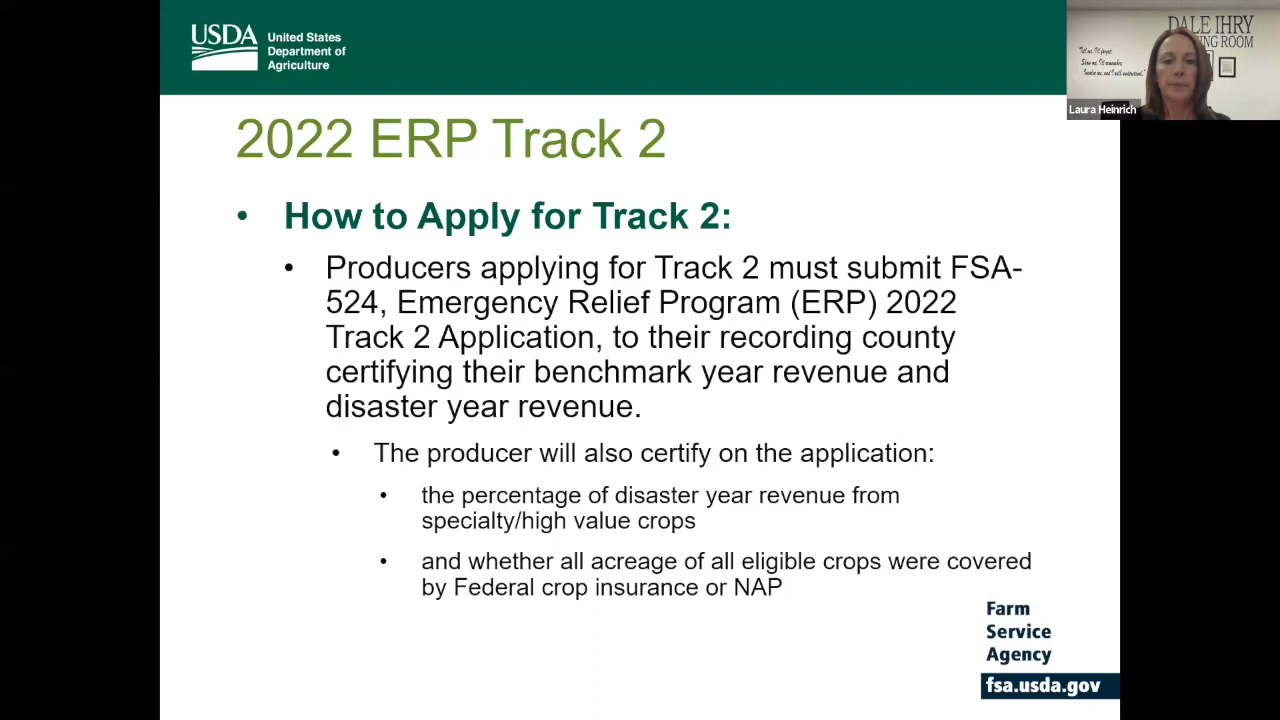 USDA
United States
Department of
Agriculture
DALE IHRY
NG ROOM
Laura Heinrich
2022 ERP Track 2
• How to Apply for Track 2:
• Producers applying for Track 2 must submit FSA-
524, Emergency Relief Program (ERP) 2022
Track 2 Application, to their recording county
certifying their benchmark year revenue and
disaster year revenue.
• The producer will also certify on the application:
• the percentage of disaster year revenue from
specialty/high value crops
• and whether all acreage of all eligible crops were covered
by Federal crop insurance or NAP
Farm
Service
Agency
fsa.usda.gov